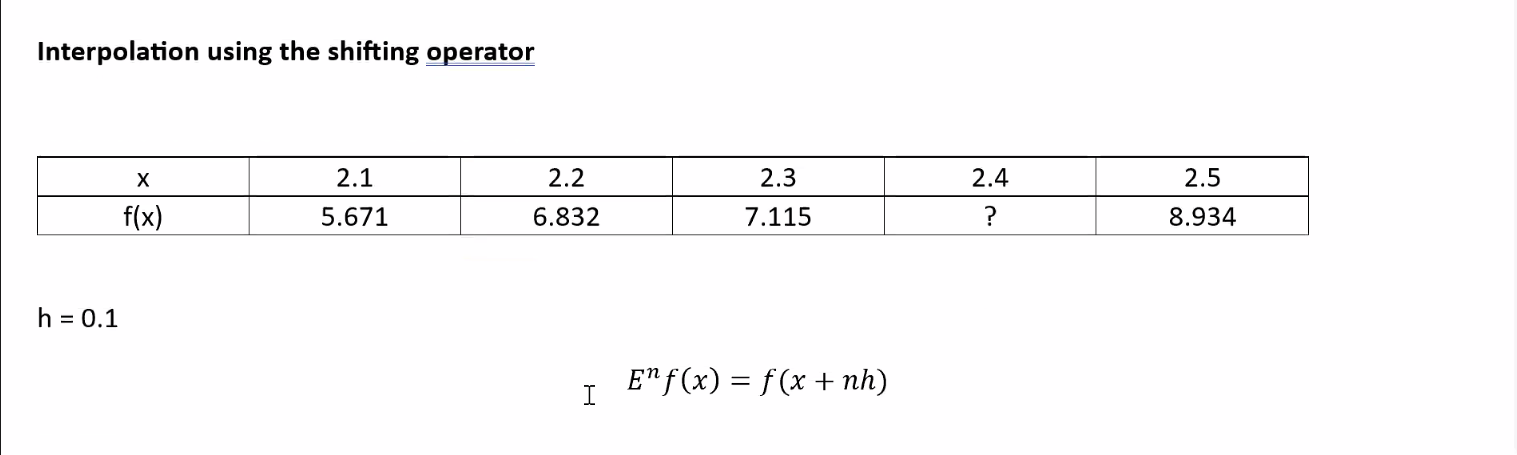 Interpolation using the shifting operator
x 2.1 2.2 2.3 2.4 2.5
f(x) 5.671 6.832 7.115 ? 8.934
h = 0.1
Eⁿf(x) = f(x + nh)